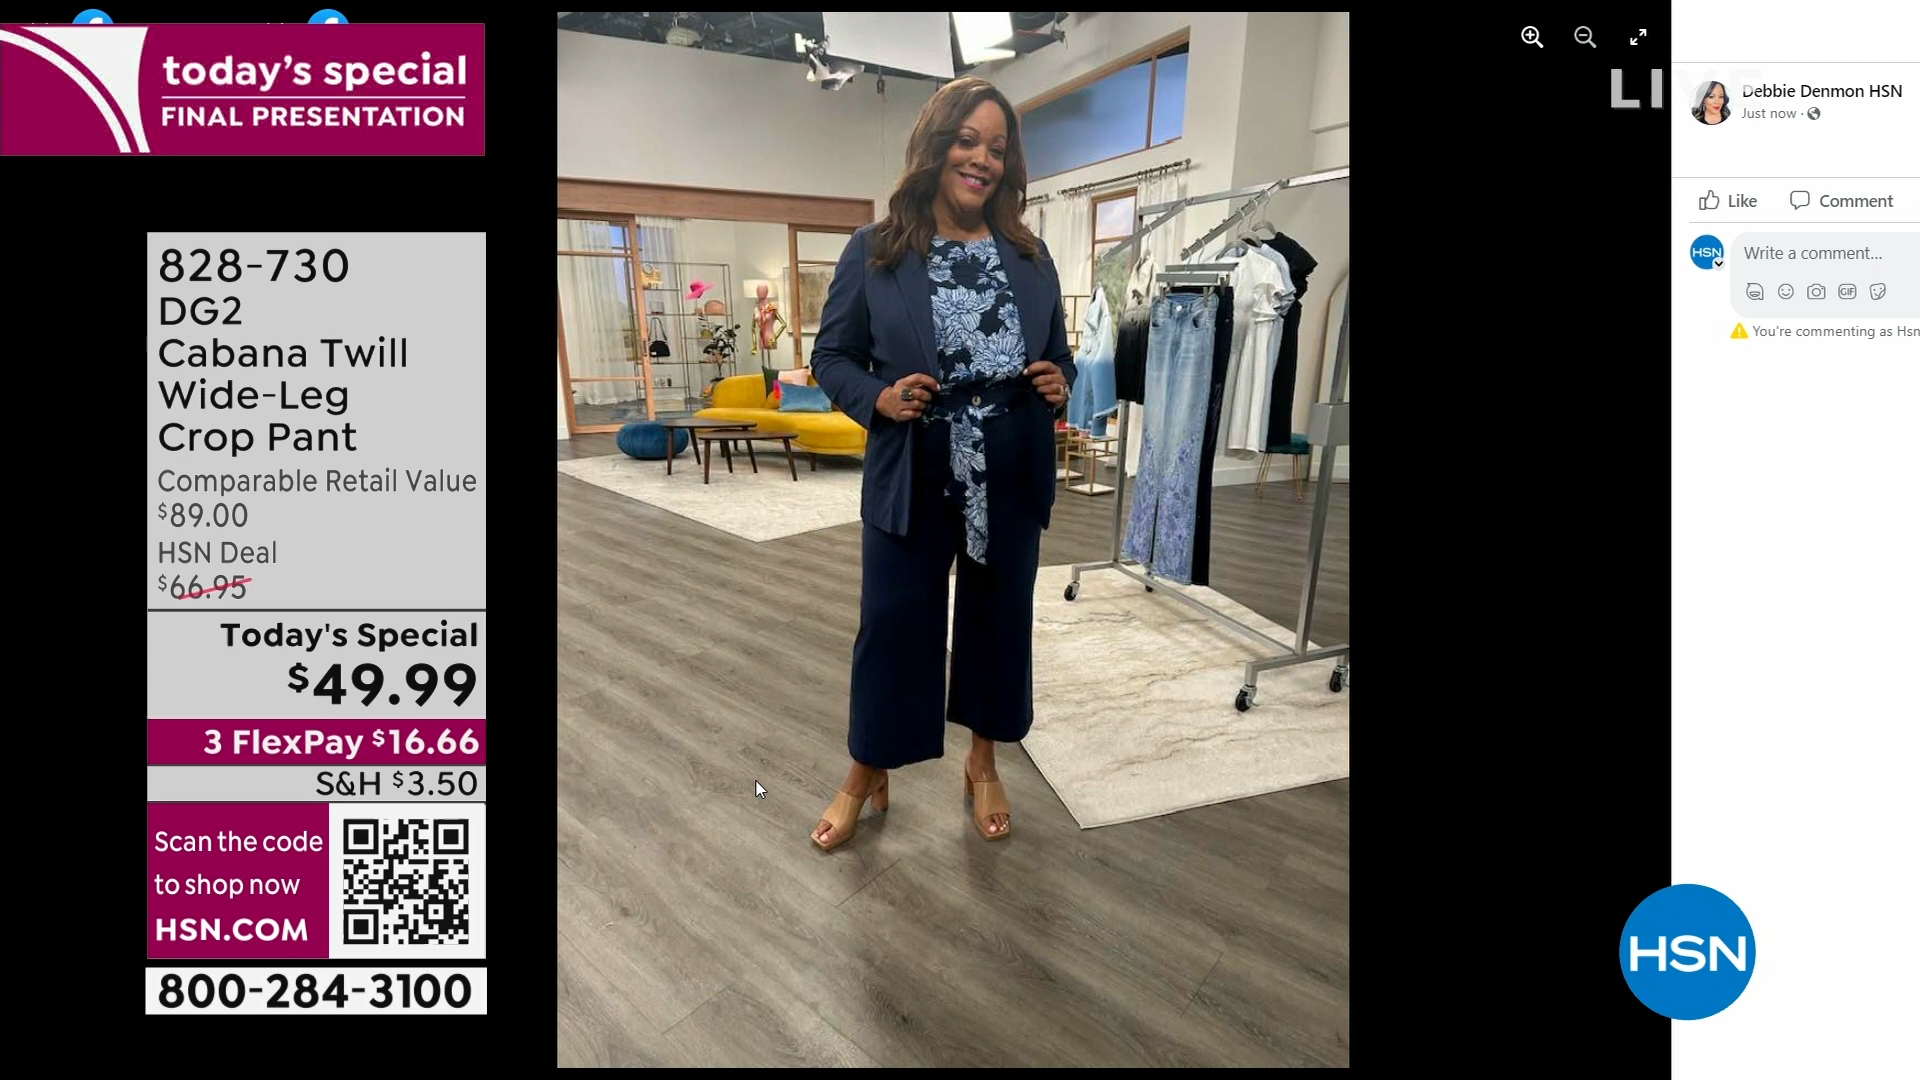 today's special
FINAL PRESENTATION
828-730
DG2
Cabana Twill
Wide-Leg
Crop Pant
Comparable Retail Value
$89.00
HSN Deal
$66.95
Today's Special
$49.99
3 FlexPay $16.66
S&H $3.50
Scan the code
to shop now
HSN.COM
800-284-3100
LIVE
Debbie Denmon HSN
Just now ·
Like
Comment
HSN
Write a comment...
GIF
You're commenting as Hsn
HSN